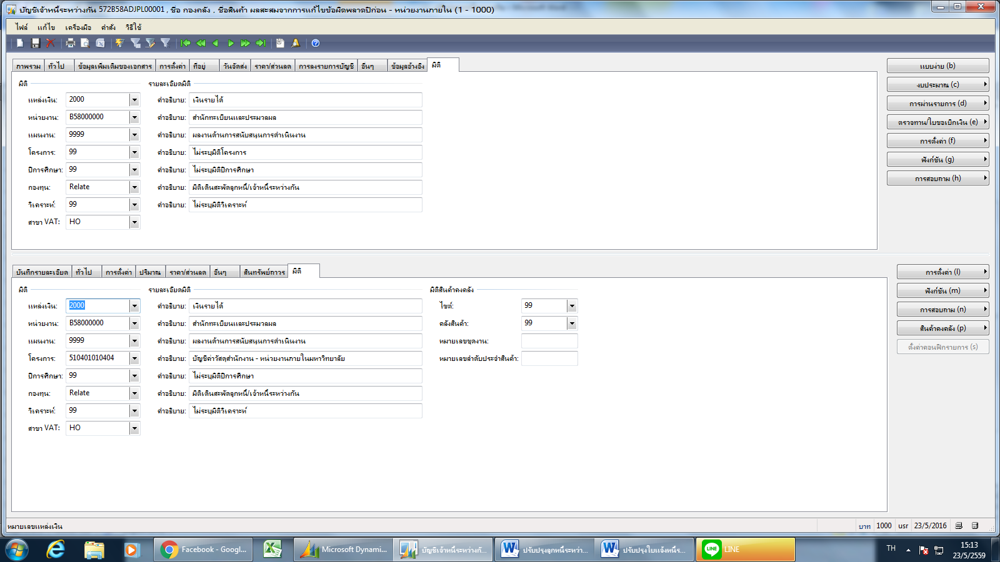 บัญชีเจ้าหนี้ระหว่างกัน 572B58ADJPL00001 , ชื่อ กองคลัง , ชื่อสินค้า ผลสะสมจากการแก้ไขข้อผิดพลาดปีก่อน - หน่วยงานภายใน (1 - 1000)
ไฟล์ แก้ไข เครื่องมือ คำสั่ง วิธีใช้
ภาพรวม ทั่วไป ข้อมูลเพิ่มเติมของเอกสาร การตั้งค่า ที่อยู่ วันจัดส่ง ราคา/ส่วนลด การลงรายการบัญชี อื่นๆ ข้อมูลอ้างอิง มิติ
มิติ รายละเอียดมิติ
แหล่งเงิน: 2000 คำอธิบาย: เงินรายได้
หน่วยงาน: B58000000 คำอธิบาย: สำนักทะเบียนและประมวลผล
แผนงาน: 9999 คำอธิบาย: ผลงานด้านการสนับสนุนการดำเนินงาน
โครงการ: 99 คำอธิบาย: ไม่ระบุมิติโครงการ
ปีการศึกษา: 99 คำอธิบาย: ไม่ระบุมิติปีการศึกษา
กองทุน: Relate คำอธิบาย: มิติเดินสะพัดลูกหนี้/เจ้าหนี้ระหว่างกัน
วิเคราะห์: 99 คำอธิบาย: ไม่ระบุมิติวิเคราะห์
สาขา VAT: HO
แบบง่าย (b)
งบประมาณ (c)
การผ่านรายการ (d)
ตรวจทาน/ใบขอเบิกเงิน (e)
การตั้งค่า (f)
ฟังก์ชัน (g)
การสอบถาม (h)
บันทึกรายละเอียด ทั่วไป การตั้งค่า ปริมาณ ราคา/ส่วนลด อื่นๆ สินทรัพย์ถาวร มิติ
มิติ รายละเอียดมิติ มิติสินค้าคงคลัง
แหล่งเงิน: 2000 คำอธิบาย: เงินรายได้ ไซต์: 99
หน่วยงาน: B58000000 คำอธิบาย: สำนักทะเบียนและประมวลผล คลังสินค้า: 99
แผนงาน: 9999 คำอธิบาย: ผลงานด้านการสนับสนุนการดำเนินงาน หมายเลขชุดงาน:
โครงการ: 510401010404 คำอธิบาย: บัญชีค่าวัสดุสำนักงาน - หน่วยงานภายในมหาวิทยาลัย หมายเลขลำดับประจำสินค้า:
ปีการศึกษา: 99 คำอธิบาย: ไม่ระบุมิติปีการศึกษา
กองทุน: Relate คำอธิบาย: มิติเดินสะพัดลูกหนี้/เจ้าหนี้ระหว่างกัน
วิเคราะห์: 99 คำอธิบาย: ไม่ระบุมิติวิเคราะห์
สาขา VAT: HO
การตั้งค่า (l)
ฟังก์ชัน (m)
การสอบถาม (n)
สินค้าคงคลัง (p)
ตั้งค่าคอนฟิกรายการ (s)
หมายเลขแหล่งเงิน บาท 1000 usr 23/5/2016
Facebook - Googl... Microsoft Dynami... บัญชีเจ้าหนี้ระหว่างกั... ปรับปรุงลูกหนี้ระหว่า... ปรับปรุงใบแจ้งหนี้ร... LINE LINE TH 15:13
23/5/2559